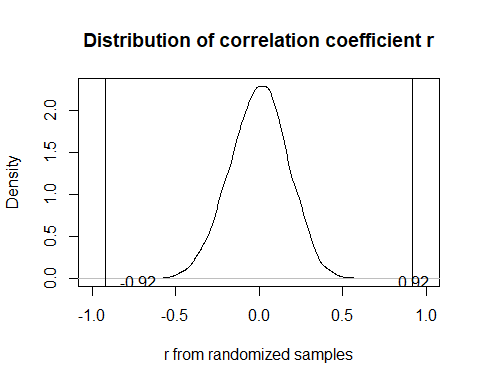 Distribution of correlation coefficient r
Density
2.0
1.5
1.0
0.5
0.0
-0.92 0.92
-1.0 -0.5 0.0 0.5 1.0
r from randomized samples